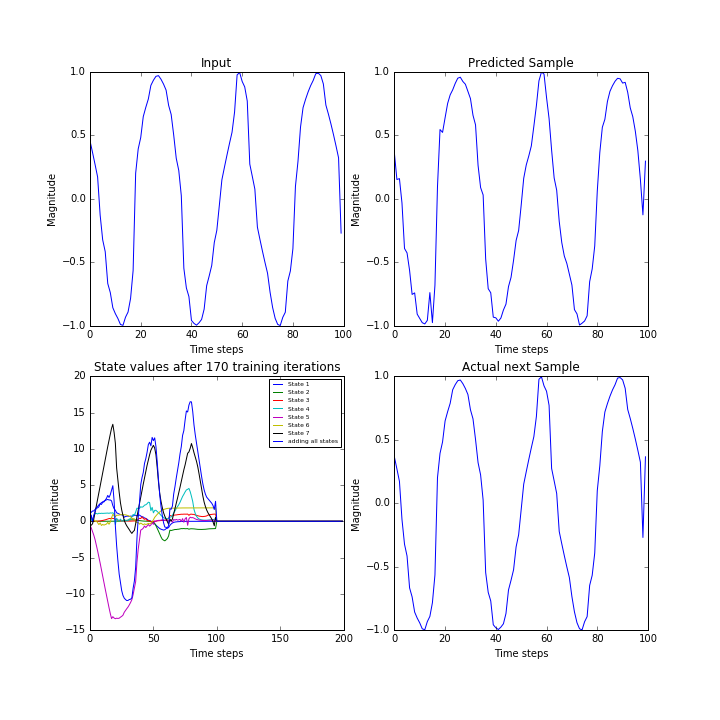 Input
Magnitude
1.0
0.5
0.0
−0.5
−1.0
0 20 40 60 80 100
Time steps
Predicted Sample
Magnitude
1.0
0.5
0.0
−0.5
−1.0
0 20 40 60 80 100
Time steps
State values after 170 training iterations
Magnitude
20
15
10
5
0
−5
−10
−15
0 50 100 150 200
Time steps
State 1
State 2
State 3
State 4
State 5
State 6
State 7
adding all states
Actual next Sample
Magnitude
1.0
0.5
0.0
−0.5
−1.0
0 20 40 60 80 100
Time steps